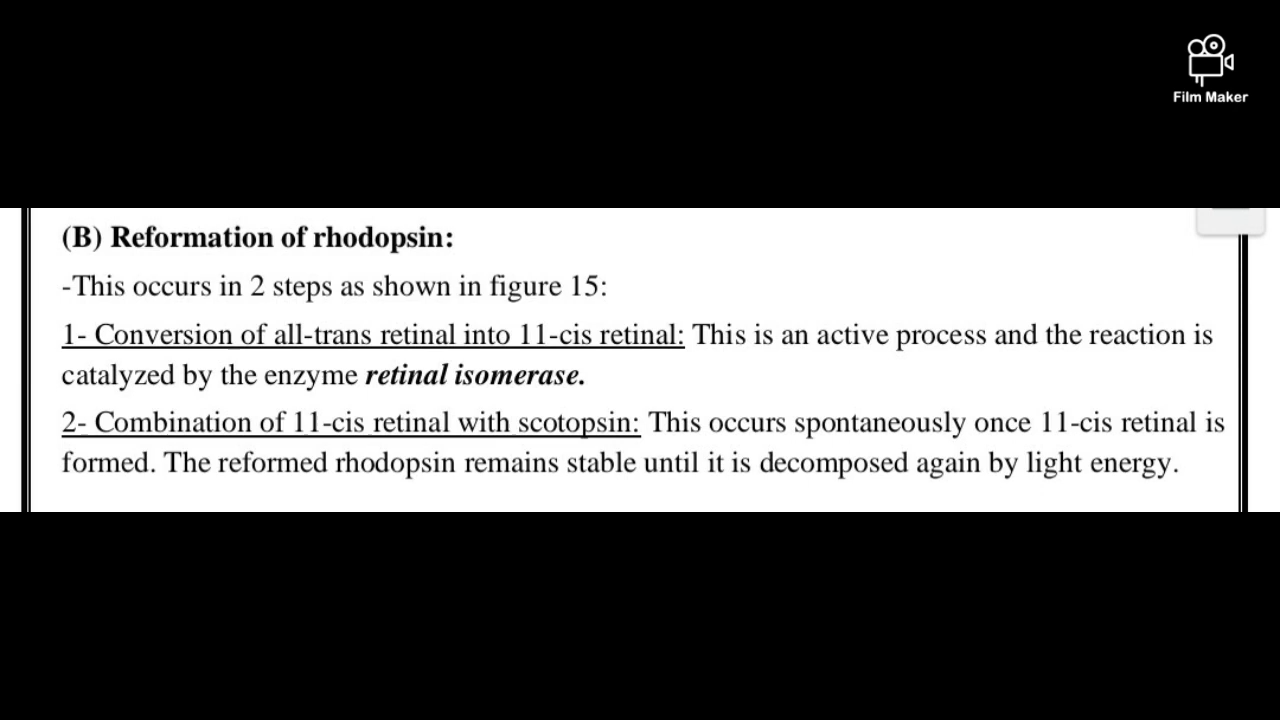 Film Maker
(B) Reformation of rhodopsin:
-This occurs in 2 steps as shown in figure 15:
1- Conversion of all-trans retinal into 11-cis retinal: This is an active process and the reaction is
catalyzed by the enzyme retinal isomerase.
2- Combination of 11-cis retinal with scotopsin: This occurs spontaneously once 11-cis retinal is
formed. The reformed rhodopsin remains stable until it is decomposed again by light energy.